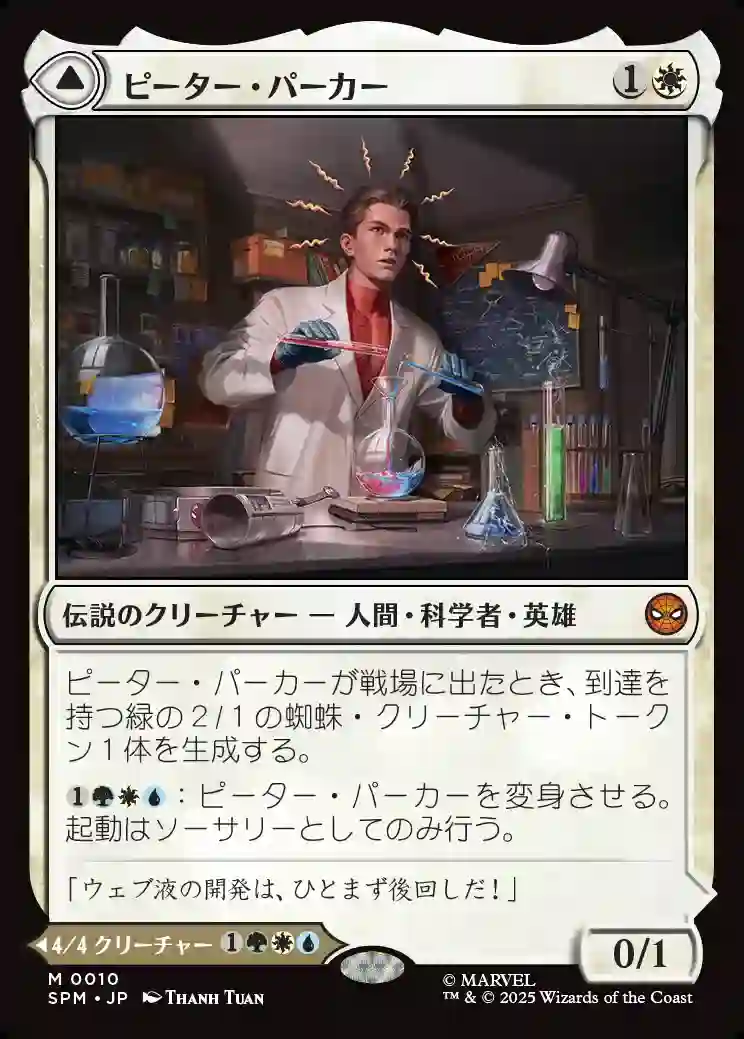 ピーター・パーカー 1
伝説のクリーチャー — 人間・科学者・英雄
ピーター・パーカーが戦場に出たとき、到達を
持つ緑の2/1の蜘蛛・クリーチャー・トーク
ン1体を生成する。
1：ピーター・パーカーを変身させる。
起動はソーサリーとしてのみ行う。
「ウェブ液の開発は、ひとまず後回しだ！」
4/4 クリーチャー 1
0/1
M 0010
SPM・JP THANH TUAN
© MARVEL
™ & © 2025 Wizards of the Coast